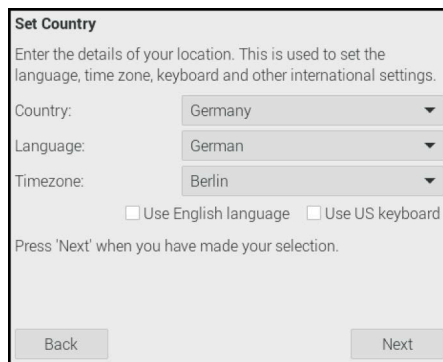 Set Country
Enter the details of your location. This is used to set the
language, time zone, keyboard and other international settings.
Country: Germany
Language: German
Timezone: Berlin
Use English language Use US keyboard
Press 'Next' when you have made your selection.
Back Next